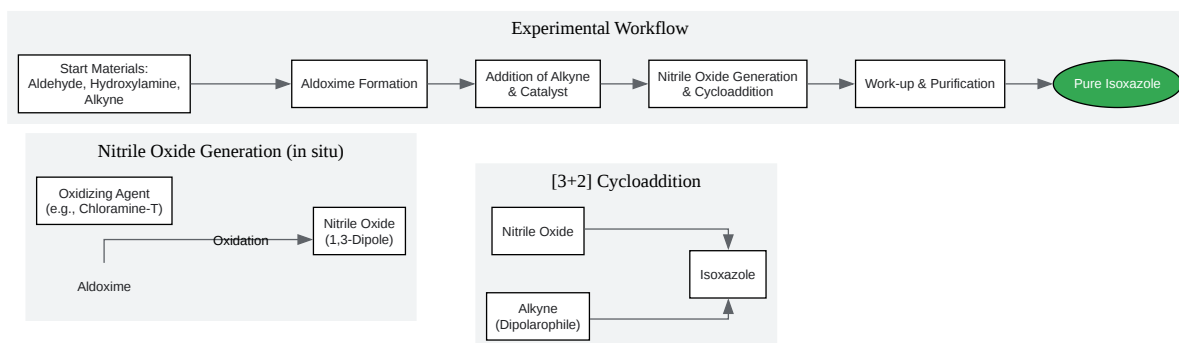 Experimental Workflow
Start Materials:
Aldehyde, Hydroxylamine,
Alkyne
Aldoxime Formation
Addition of Alkyne
& Catalyst
Nitrile Oxide Generation
& Cycloaddition
Work-up & Purification
Pure Isoxazole
Nitrile Oxide Generation (in situ)
Oxidizing Agent
(e.g., Chloramine-T)
Oxidation
Nitrile Oxide
(1,3-Dipole)
Aldoxime
[3+2] Cycloaddition
Nitrile Oxide
Isoxazole
Alkyne
(Dipolarophile)